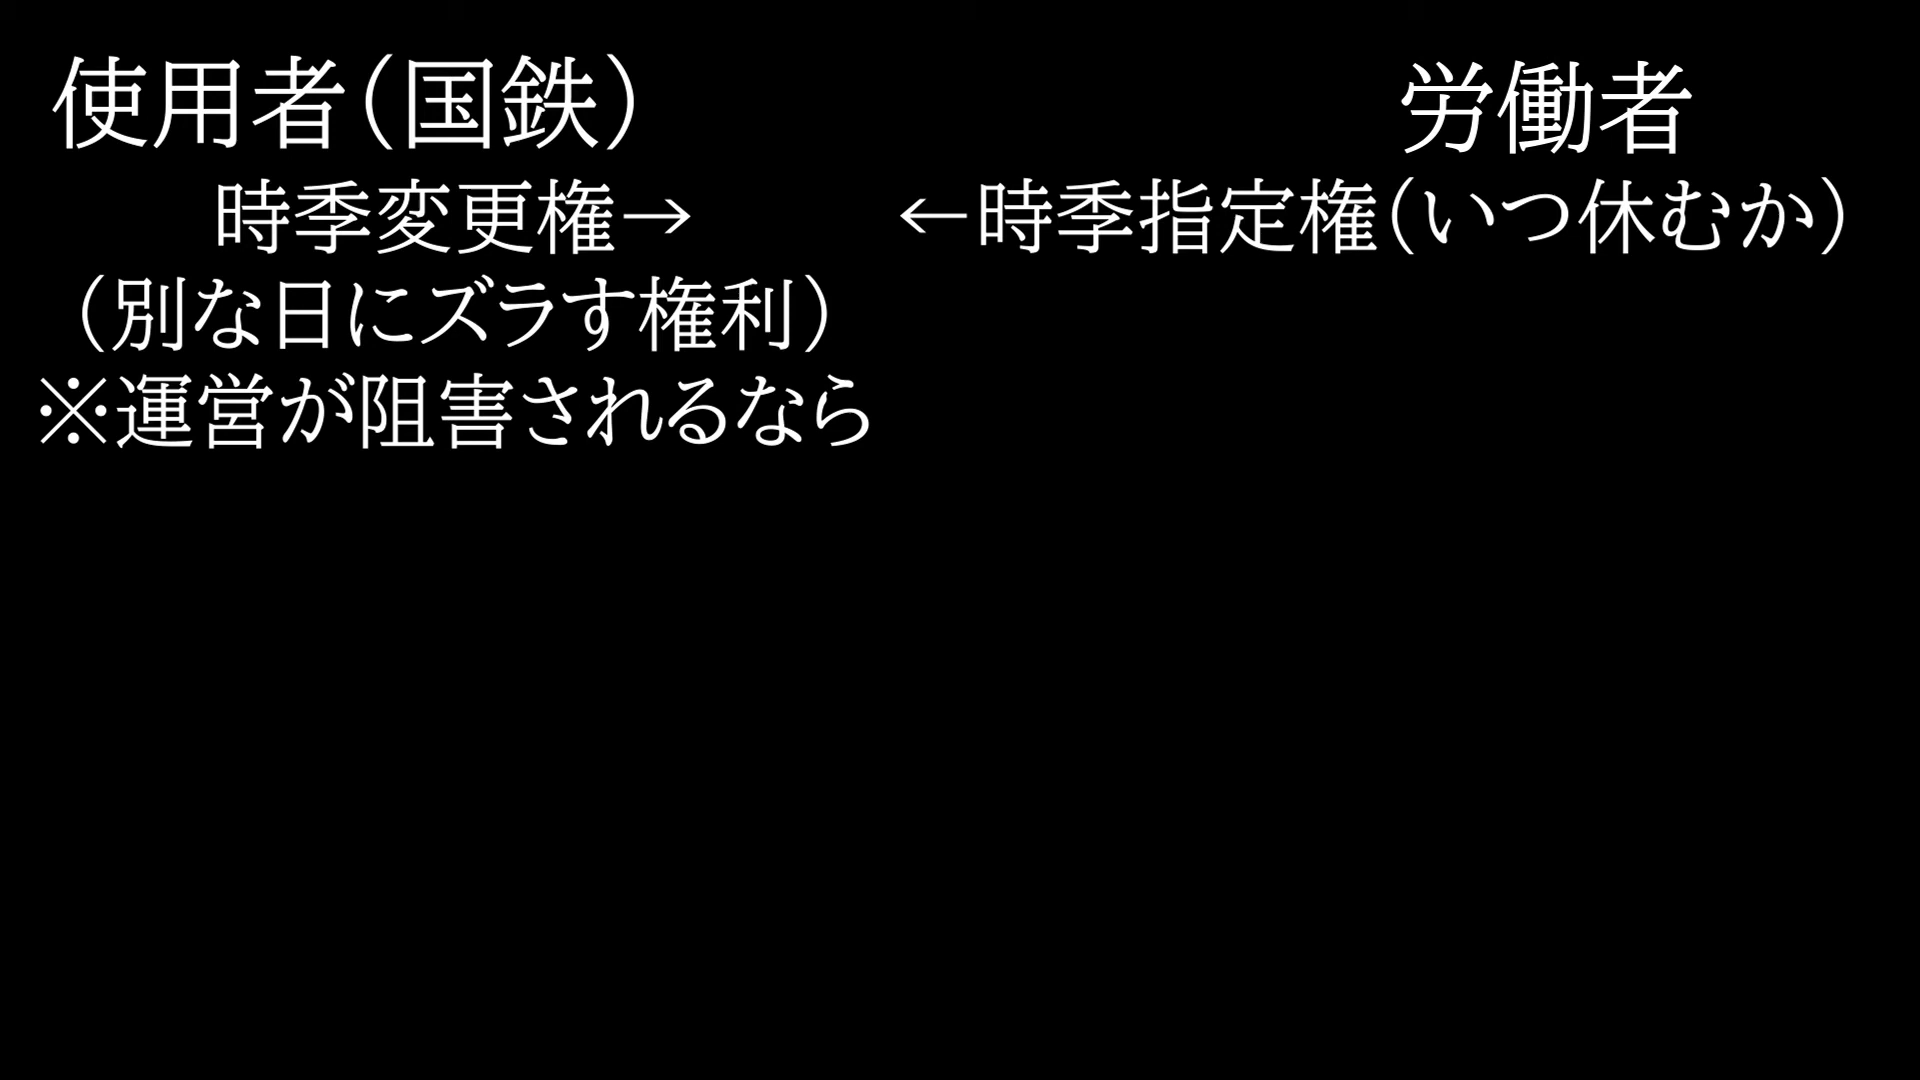 使用者（国鉄）
労働者
時季変更権→
←時季指定権（いつ休むか）
（別な日にズラす権利）
※運営が阻害されるなら